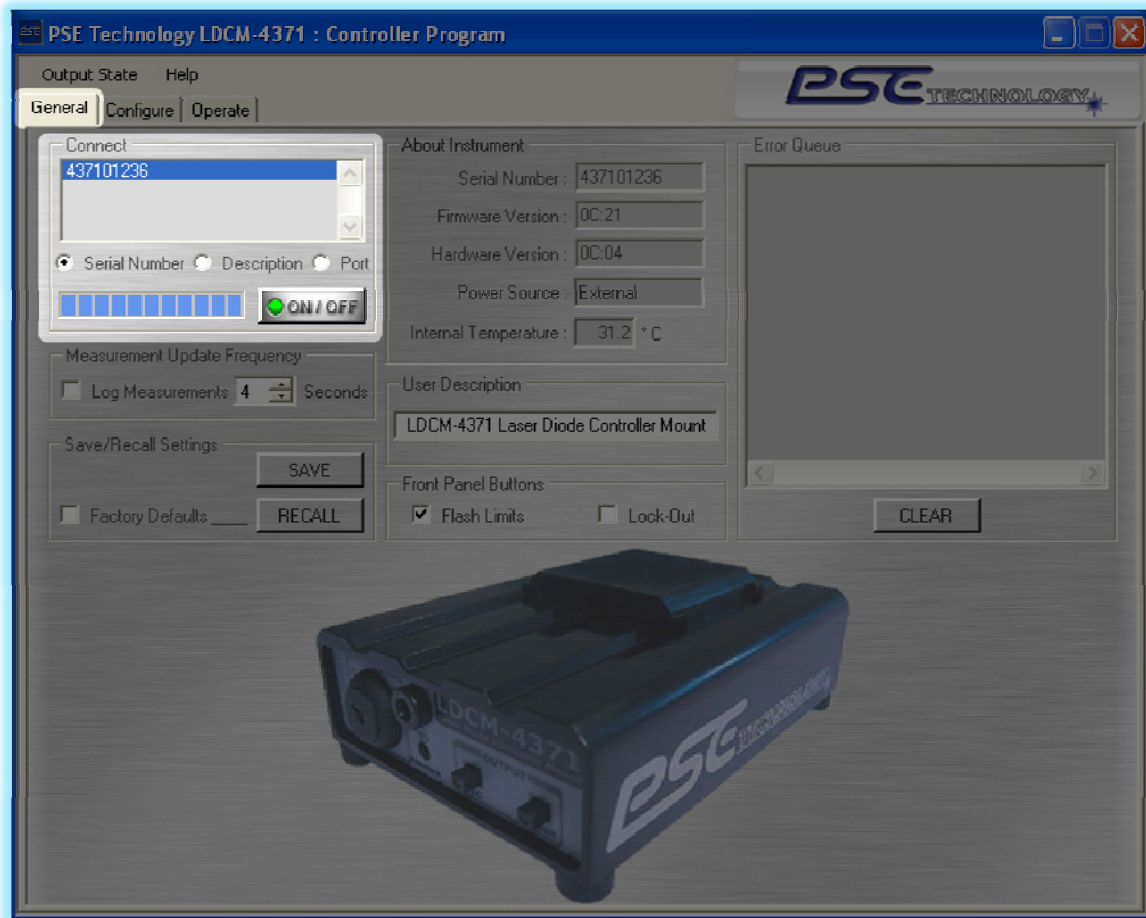 PSE PSE Technology LDCM-4371 : Controller Program
Output State Help
PSE TECHNOLOGY
General Configure Operate
Connect
437101236
Serial Number Description Port
ON / OFF
Measurement Update Frequency
Log Measurements 4 Seconds
Save/Recall Settings
SAVE
Factory Defaults ____ RECALL
About Instrument
Serial Number : 437101236
Firmware Version : 0C:21
Hardware Version : 0C:04
Power Source : External
Internal Temperature : 31.2 ° C
User Description
LDCM-4371 Laser Diode Controller Mount
Front Panel Buttons
Flash Limits Lock-Out
Error Queue
CLEAR
LDCM-4371
OUTPUT
PSE TECHNOLOGY